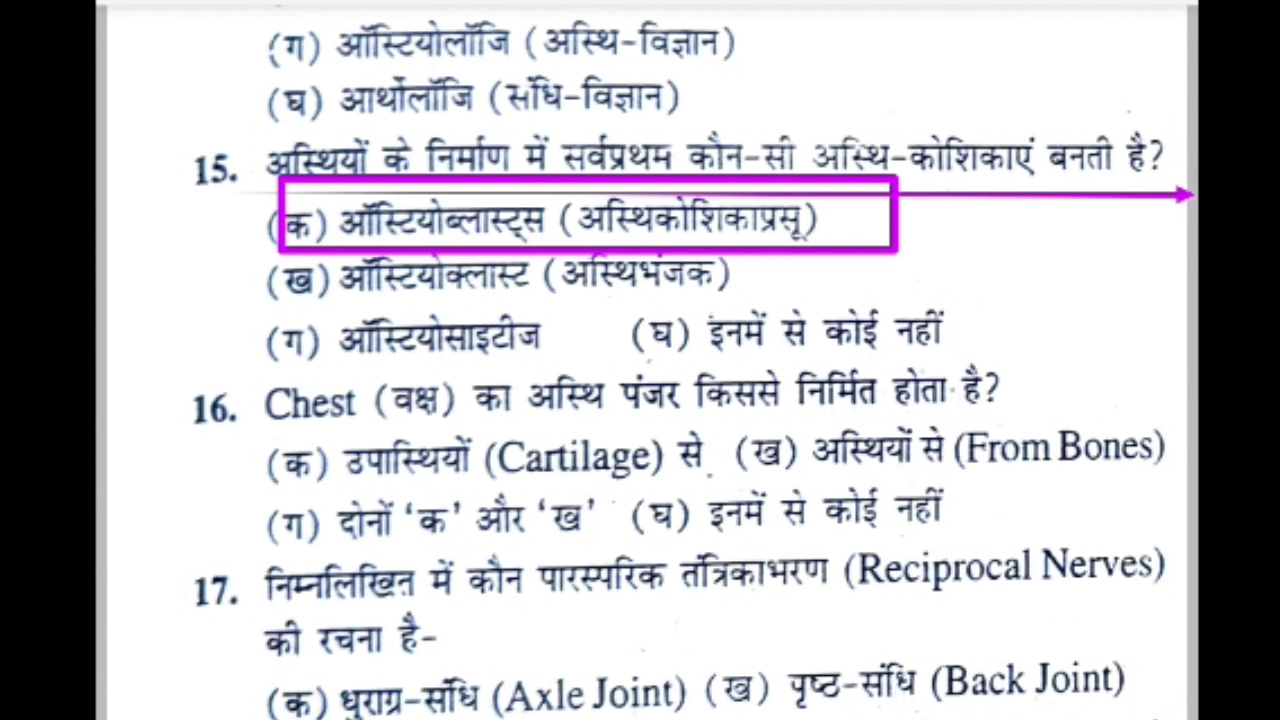 (ग) ऑस्टियोलॉजि (अस्थि-विज्ञान)
(घ) आर्थोलॉजि (संधि-विज्ञान)
15. अस्थियों के निर्माण में सर्वप्रथम कौन-सी अस्थि-कोशिकाएं बनती है?
(क) ऑस्टियोब्लास्ट्स (अस्थिकोशिकाप्रसू)
(ख) ऑस्टियोक्लास्ट (अस्थिभंजक)
(ग) ऑस्टियोसाइटीज (घ) इनमें से कोई नहीं
16. Chest (वक्ष) का अस्थि पंजर किससे निर्मित होता है?
(क) उपास्थियों (Cartilage) से (ख) अस्थियों से (From Bones)
(ग) दोनों ‘क’ और ‘ख’ (घ) इनमें से कोई नहीं
17. निम्नलिखित में कौन पारस्परिक तंत्रिकाभरण (Reciprocal Nerves)
की रचना है-
(क) धुराग्र-संधि (Axle Joint) (ख) पृष्ठ-संधि (Back Joint)